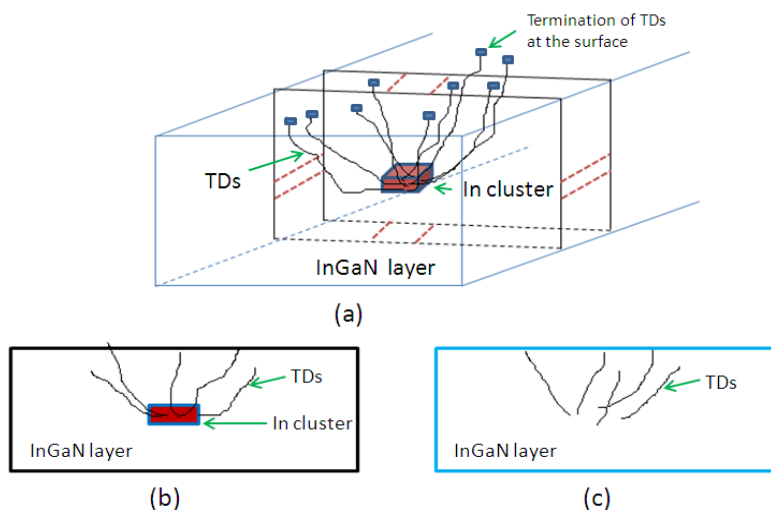 Termination of TDs
at the surface
TDs
In cluster
InGaN layer
(a)
TDs
In cluster
InGaN layer
(b)
TDs
InGaN layer
(c)